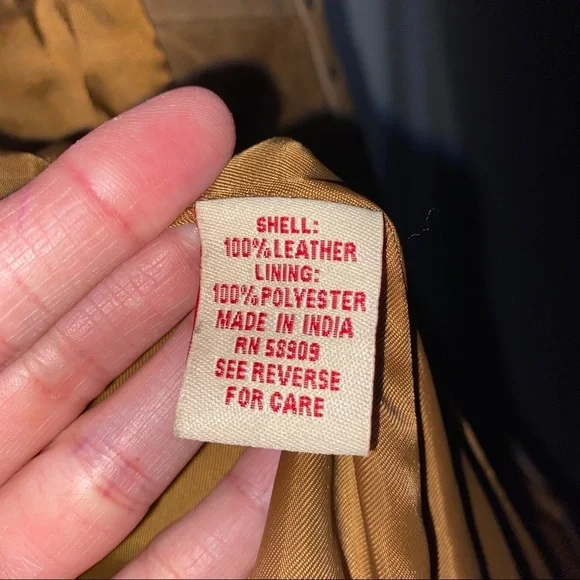 SHELL:
100% LEATHER
LINING:
100% POLYESTER
MADE IN INDIA
RN 58909
SEE REVERSE
FOR CARE